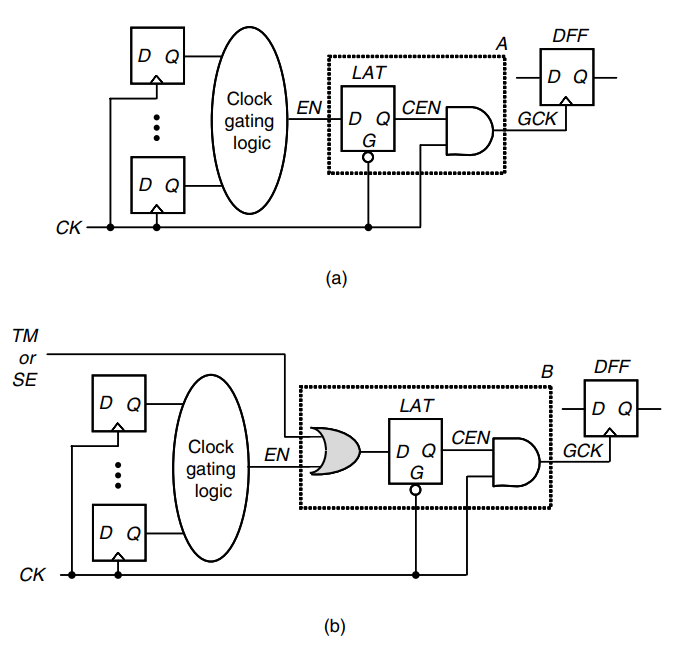 A
DFF
D Q
LAT
D Q
Clock
gating
logic
EN
D Q
G
CEN
GCK
D Q
CK
(a)
TM
or
SE
B
DFF
D Q
LAT
D Q
Clock
gating
logic
EN
D Q
G
CEN
GCK
D Q
CK
(b)